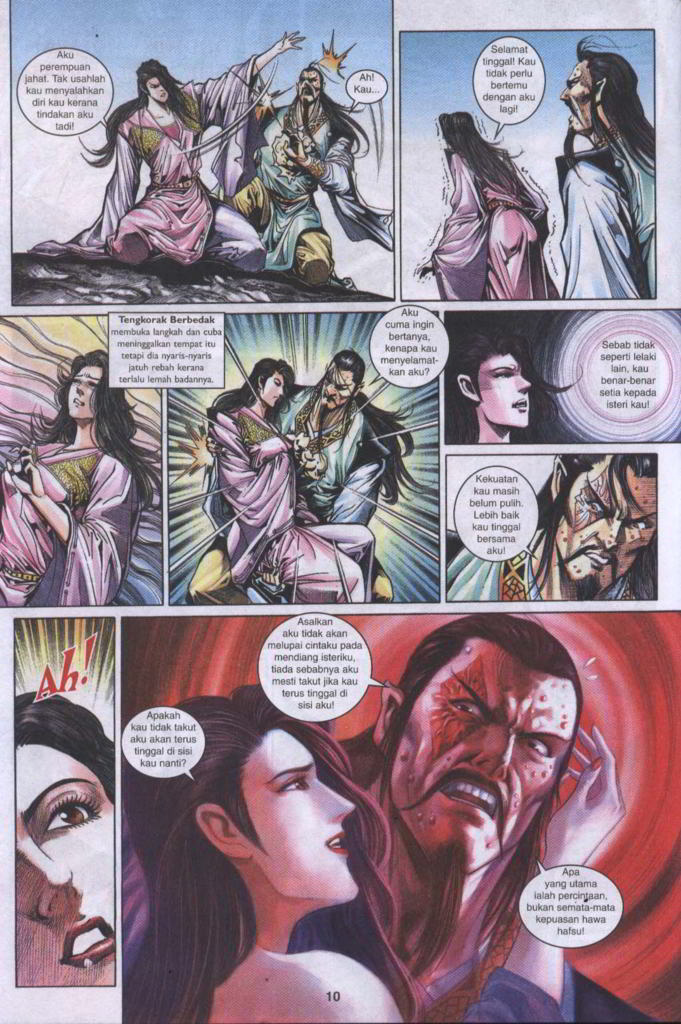 Aku
perempuan
jahat. Tak usahlah
kau menyalahkan
diri kau kerana
tindakan aku
tadi!
Ah!
Kau...
Selamat
tinggal! Kau
tidak perlu
bertemu
dengan aku
lagi!
Tengkorak Berbedak
membuka langkah dan cuba
meninggalkan tempat itu
tetapi dia nyaris-nyaris
jatuh rebah kerana
terlalu lemah badannya.
Aku
cuma ingin
bertanya,
kenapa kau
menyelamat-
kan aku?
Sebab tidak
seperti lelaki
lain, kau
benar-benar
setia kepada
isteri kau!
Kekuatan
kau masih
belum pulih.
Lebih baik
kau tinggal
bersama
aku!
Ah!
Apakah
kau tidak takut
aku akan terus
tinggal di sisi
kau nanti?
Asalkan
aku tidak akan
melupai cintaku pada
mendiang isteriku,
tiada sebabnya aku
mesti takut jika kau
terus tinggal di
sisi aku!
Apa
yang utama
ialah percintaan,
bukan semata-mata
kepuasan hawa
hafsu!
10